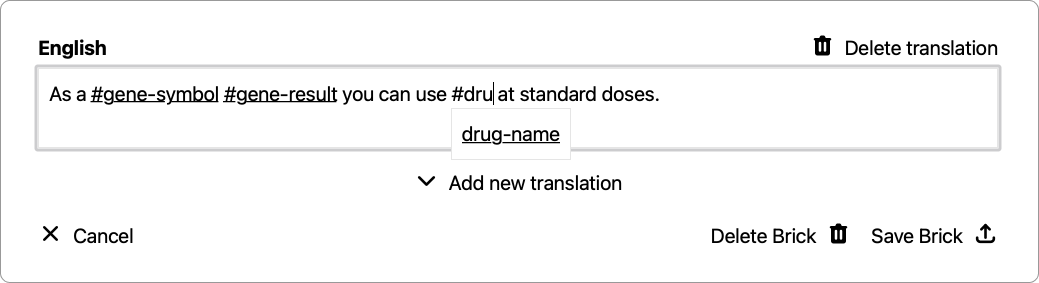 English
Delete translation
As a #gene-symbol #gene-result you can use #dru at standard doses.
drug-name
Add new translation
Cancel
Delete Brick
Save Brick